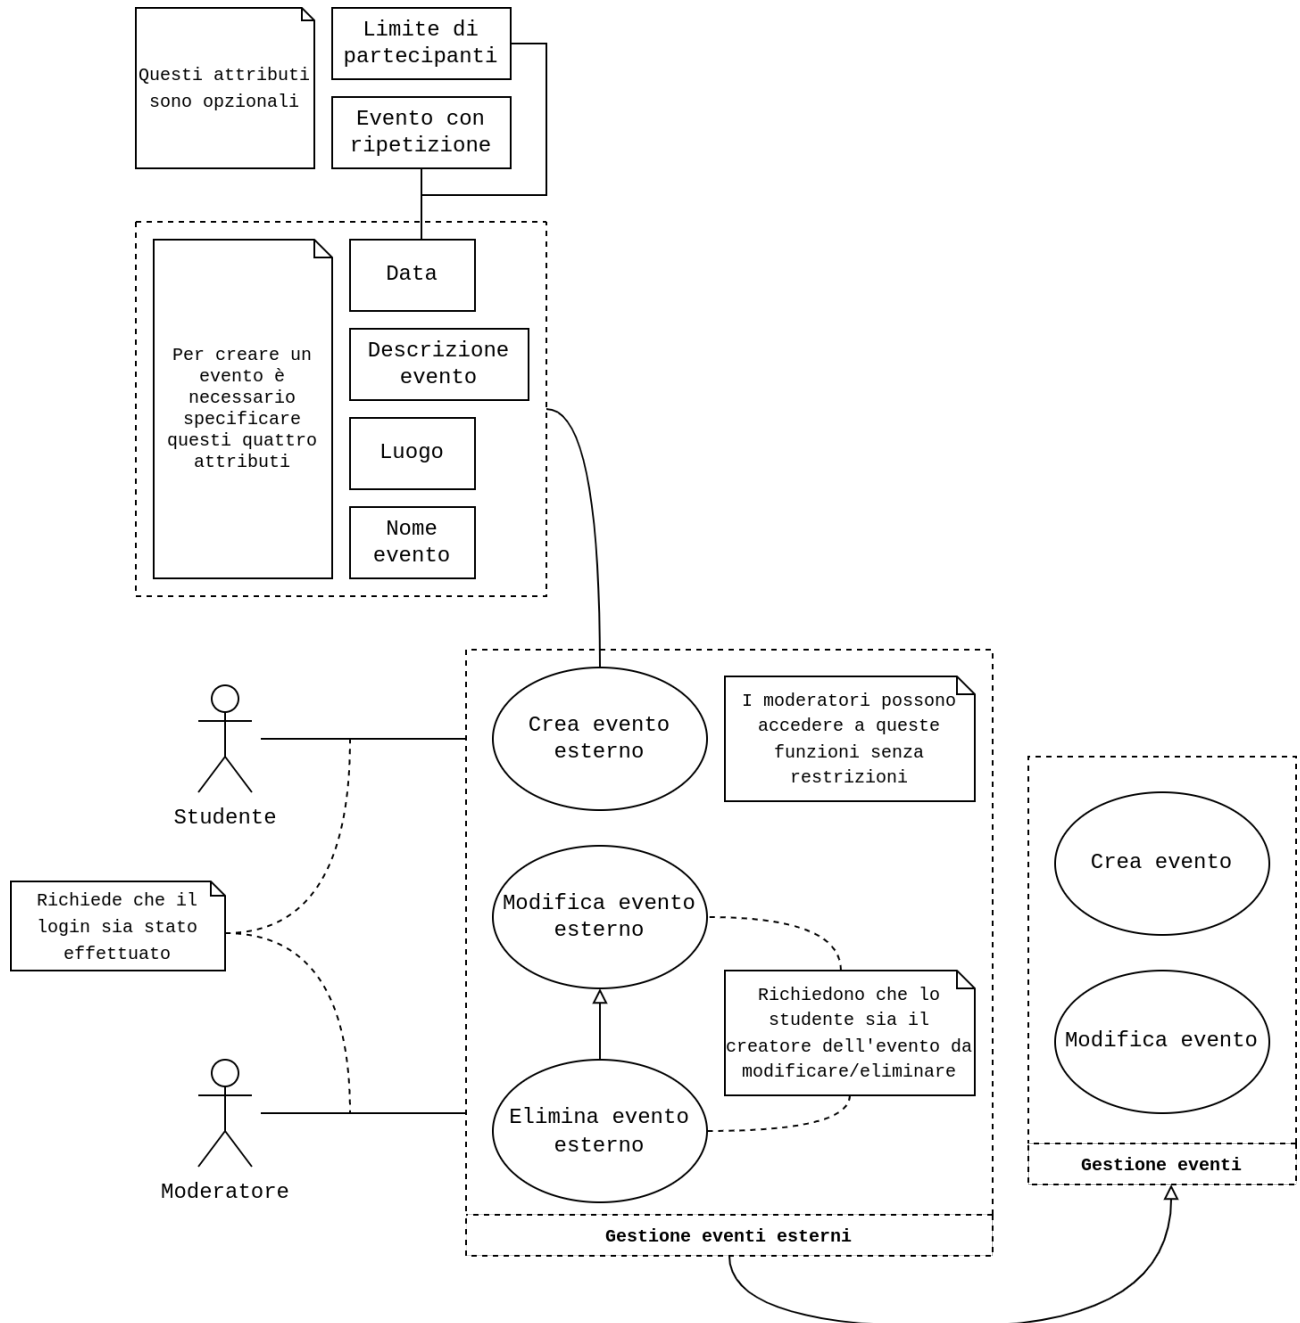 Questi attributi
sono opzionali
Limite di
partecipanti
Evento con
ripetizione
Per creare un
evento è
necessario
specificare
questi quattro
attributi
Data
Descrizione
evento
Luogo
Nome
evento
Studente
Richiede che il
login sia stato
effettuato
Moderatore
Crea evento
esterno
I moderatori possono
accedere a queste
funzioni senza
restrizioni
Modifica evento
esterno
Richiedono che lo
studente sia il
creatore dell'evento da
modificare/eliminare
Elimina evento
esterno
Gestione eventi esterni
Crea evento
Modifica evento
Gestione eventi